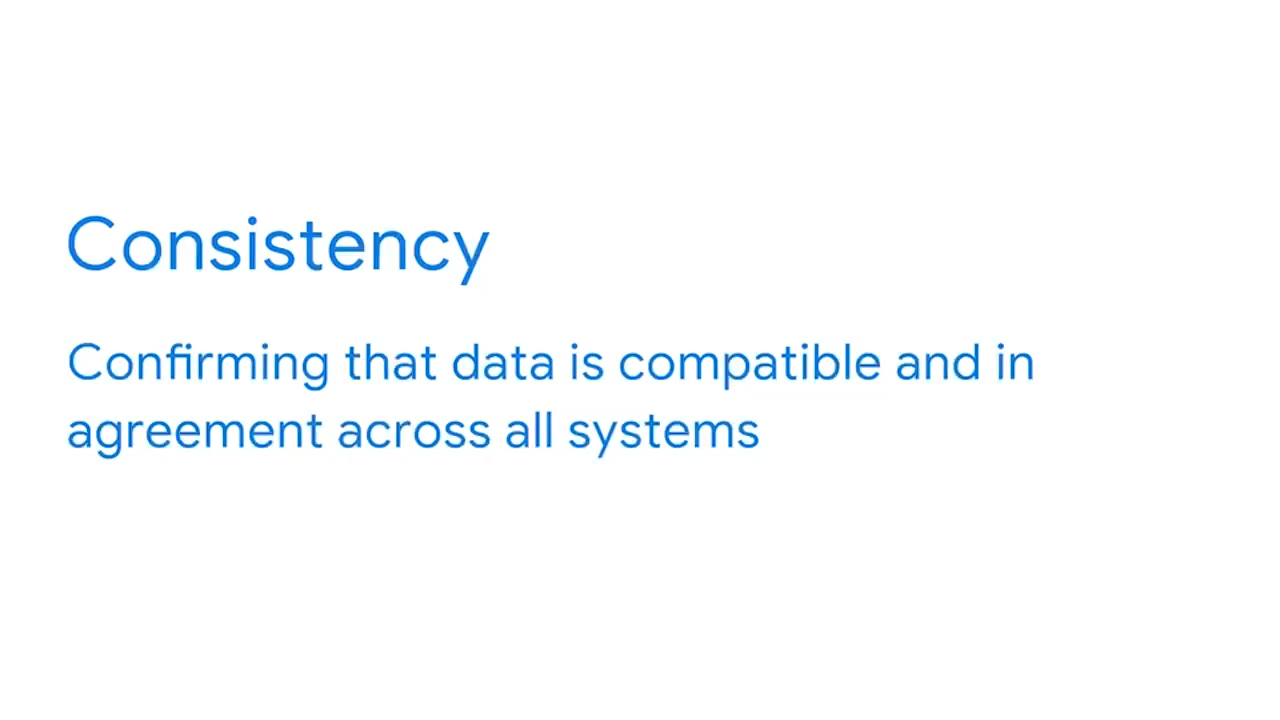 Consistency
Confirming that data is compatible and in
agreement across all systems